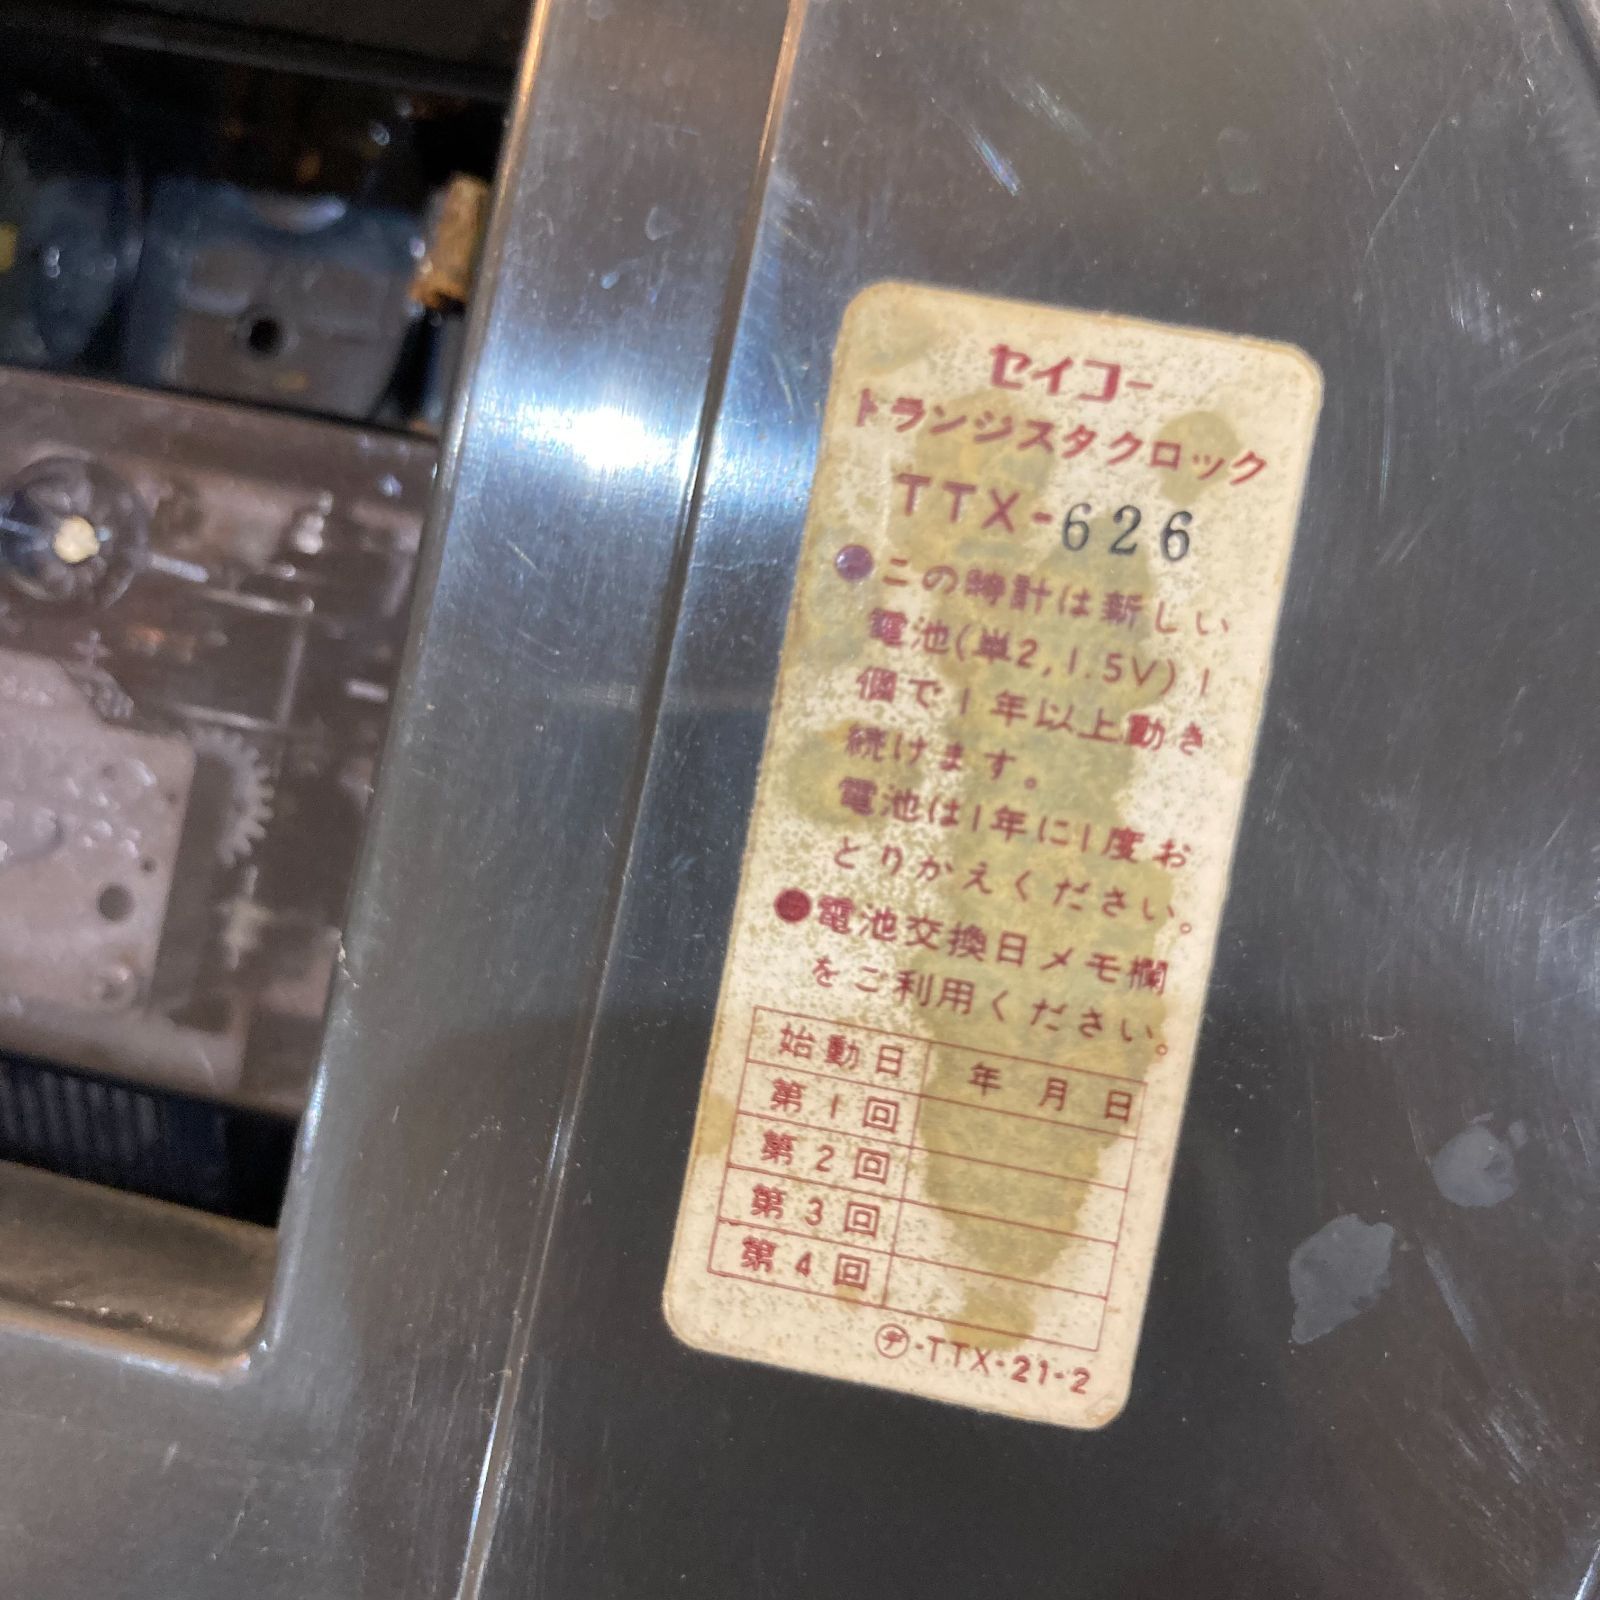 セイコー
トランジスタクロック
TTX-626
●この時計は新しい
電池(単2,1.5V)1
個で1年以上動き
続けます。
電池は1年に1度お
とりかえください。
●電池交換日メモ欄
をご利用ください。
始動日 年 月 日
第1回
第2回
第3回
第4回
㋢-TTX-21-2